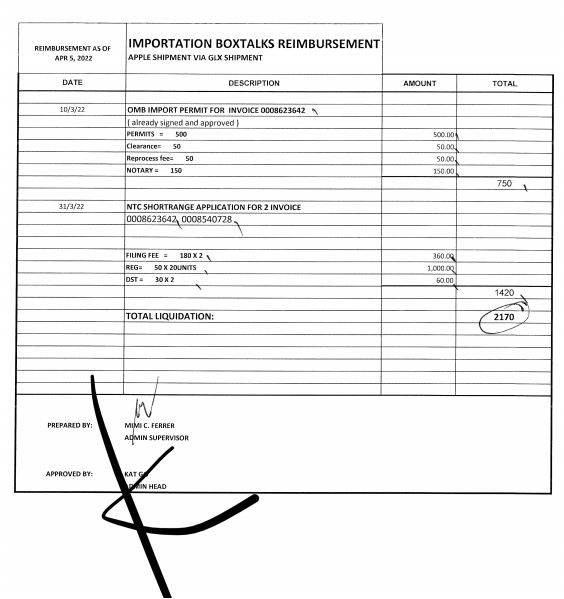 REIMBURSEMENT AS OF
APR 5, 2022
IMPORTATION BOXTALKS REIMBURSEMENT
APPLE SHIPMENT VIA GLX SHIPMENT
DATE DESCRIPTION AMOUNT TOTAL
10/3/22 OMB IMPORT PERMIT FOR INVOICE 0008623642
( already signed and approved )
PERMITS = 500 500.00
Clearance= 50 50.00
Reprocess fee= 50 50.00
NOTARY = 150 150.00
750
31/3/22 NTC SHORTRANGE APPLICATION FOR 2 INVOICE
0008623642, 0008540728
FILING FEE = 180 X 2 360.00
REG= 50 X 20UNITS 1,000.00
DST = 30 X 2 60.00
1420
TOTAL LIQUIDATION: 2170
PREPARED BY: MIMI C. FERRER
ADMIN SUPERVISOR
APPROVED BY: KAT
ADMIN HEAD